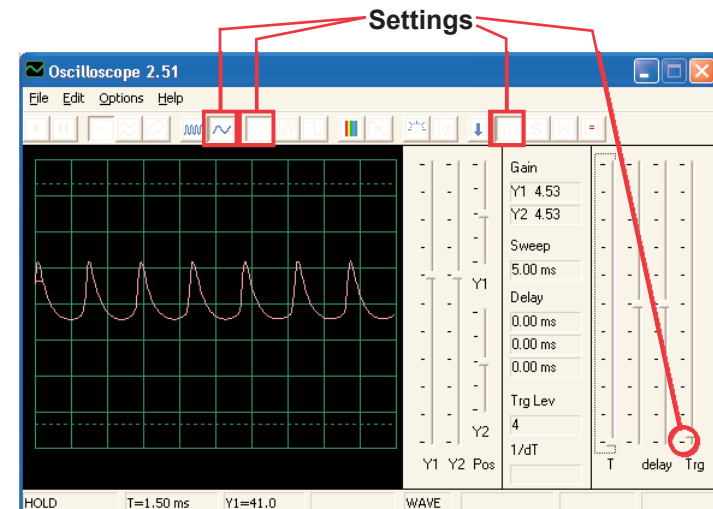 Settings
Oscilloscope 2.51
File Edit Options Help
Gain
Y1 4.53
Y2 4.53
Sweep
5.00 ms
Delay
0.00 ms
0.00 ms
0.00 ms
Trg Lev
4
1/dT
Y1
Y2
Y1 Y2 Pos
T delay Trg
HOLD T=1.50 ms Y1=41.0 WAVE